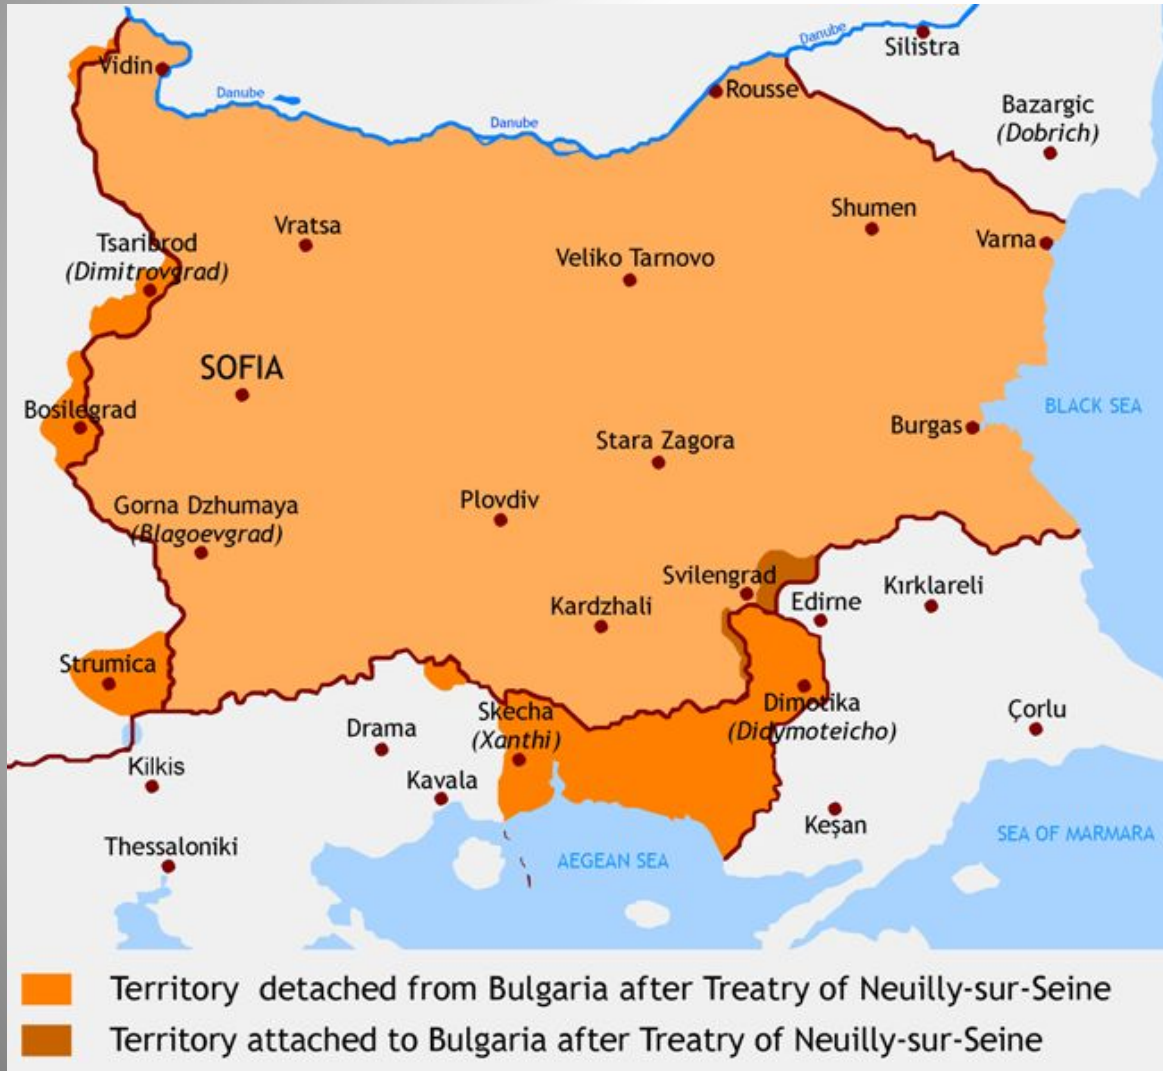 Danube
Silistra
Vidin
Danube
Rousse
Bazargic
(Dobrich)
Danube
Vratsa
Shumen
Tsaribrod
(Dimitrovgrad)
Varna
Veliko Tarnovo
SOFIA
Bosilegrad
BLACK SEA
Burgas
Stara Zagora
Gorna Dzhumaya
(Blagoevgrad)
Plovdiv
Svilengrad
Kırklareli
Edirne
Kardzhali
Strumica
Dimotika
(Didymoteicho)
Skecha
(Xanthi)
Çorlu
Drama
Kilkis
Kavala
Keşan
SEA OF MARMARA
Thessaloniki
AEGEAN SEA
Territory detached from Bulgaria after Treatry of Neuilly-sur-Seine
Territory attached to Bulgaria after Treatry of Neuilly-sur-Seine